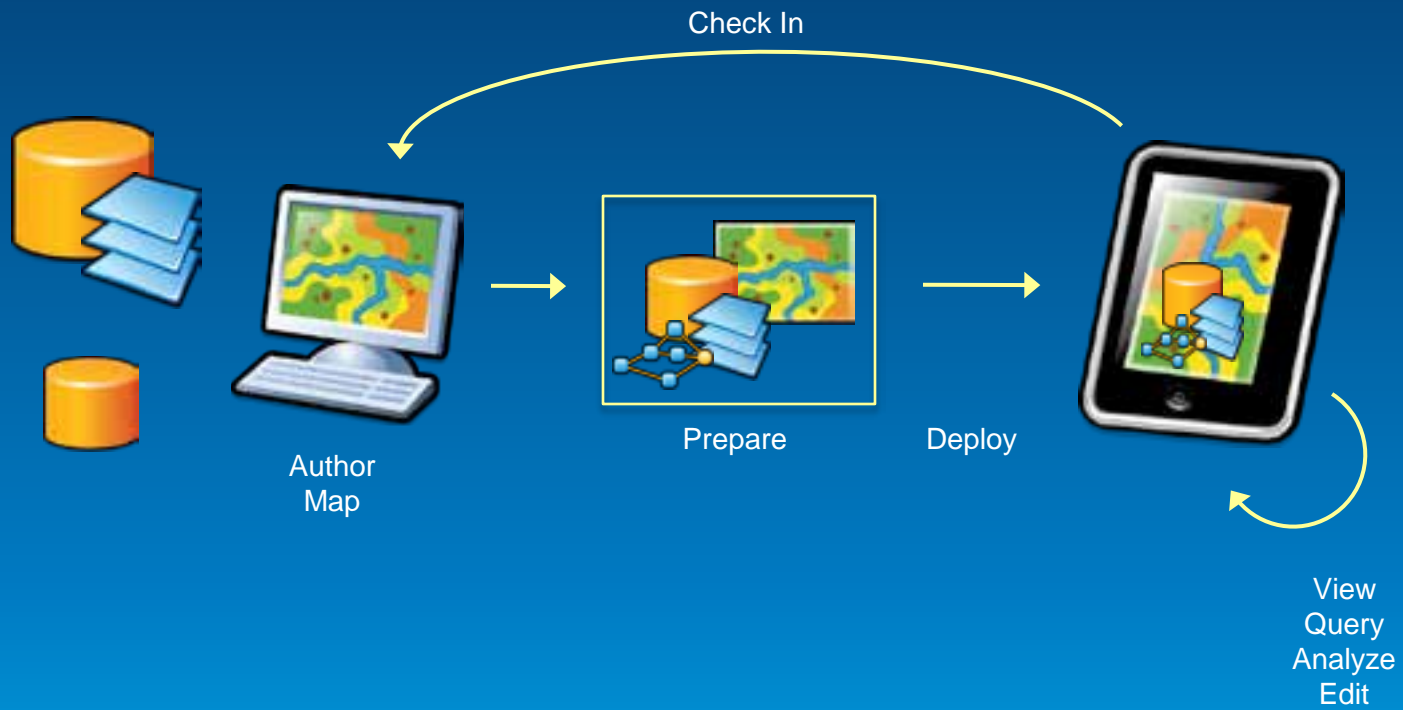 Check In
Author
Map
Prepare
Deploy
View
Query
Analyze
Edit